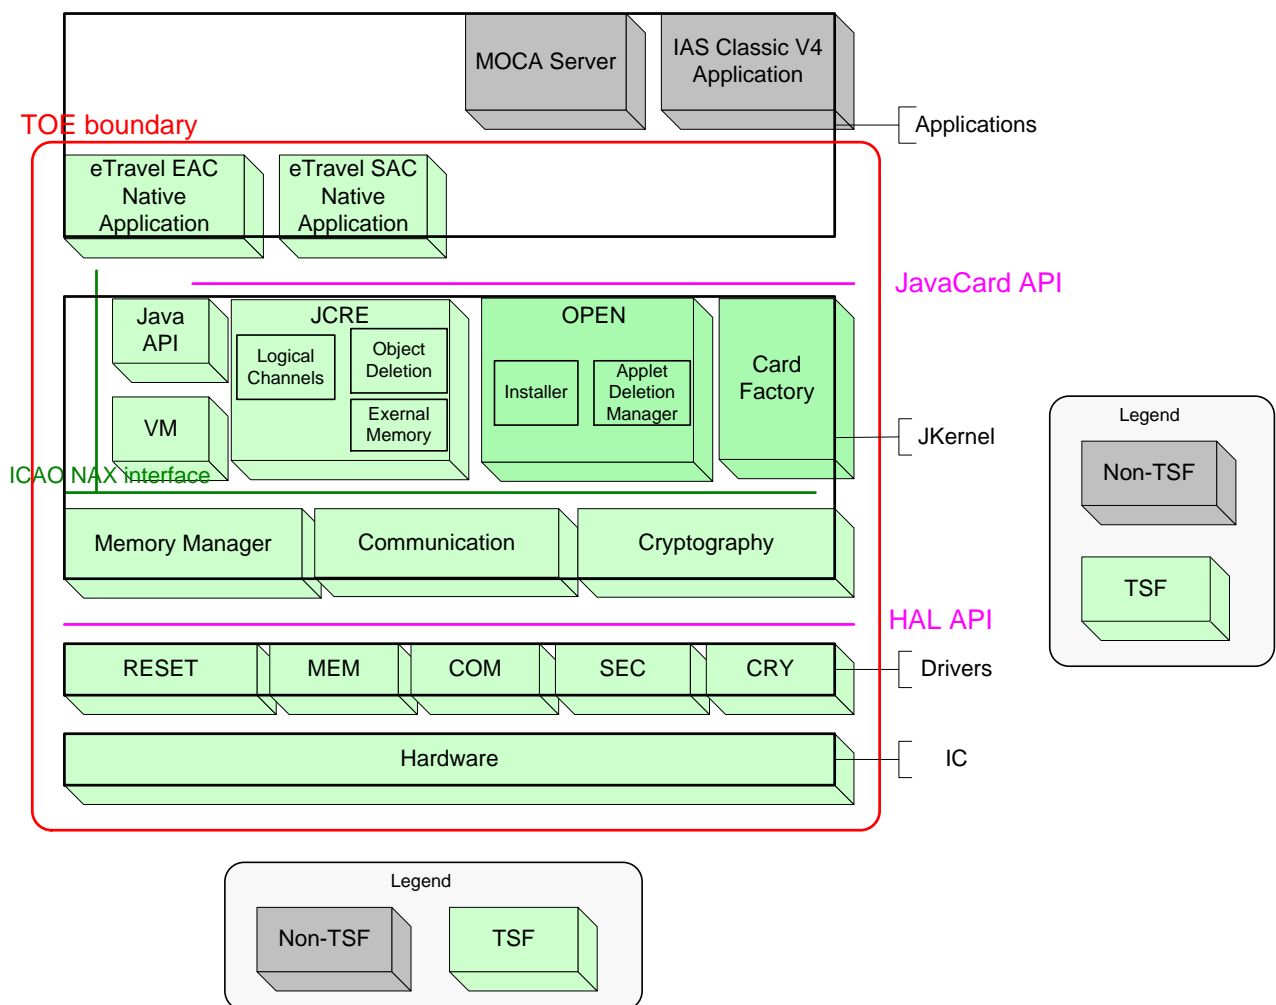 MOCA Server
IAS Classic V4
Application
Applications
TOE boundary
eTravel EAC
Native
Application
eTravel SAC
Native
Application
JavaCard API
Java
API
JCRE
Logical
Channels
Object
Deletion
Exernal
Memory
OPEN
Installer
Applet
Deletion
Manager
Card
Factory
VM
JKernel
ICAO NAX interface
Memory Manager
Communication
Cryptography
HAL API
RESET
MEM
COM
SEC
CRY
Drivers
Hardware
IC
Legend
Non-TSF
TSF
Legend
Non-TSF
TSF